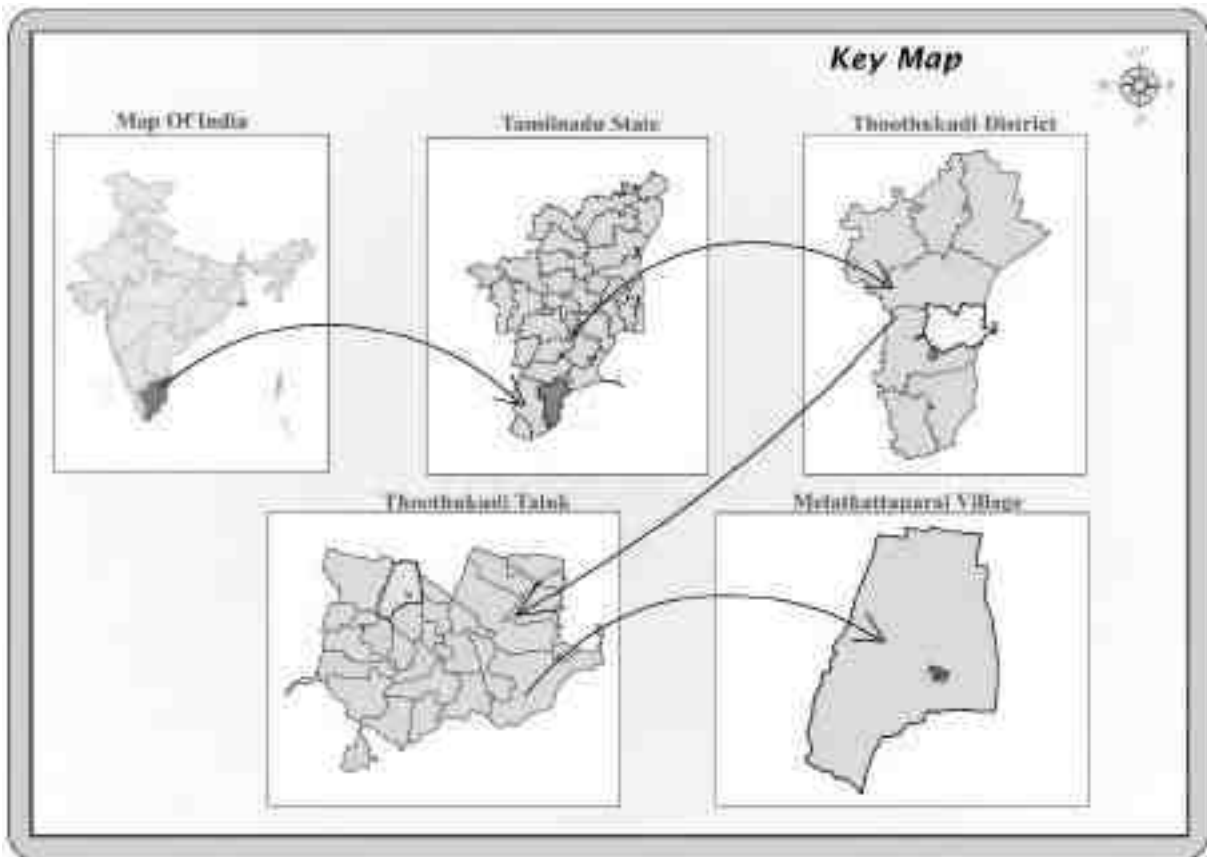 Key Map
Map Of India
Tamilnadu State
Thoothukudi District
Thoothukudi Taluk
Melathattaparai Village